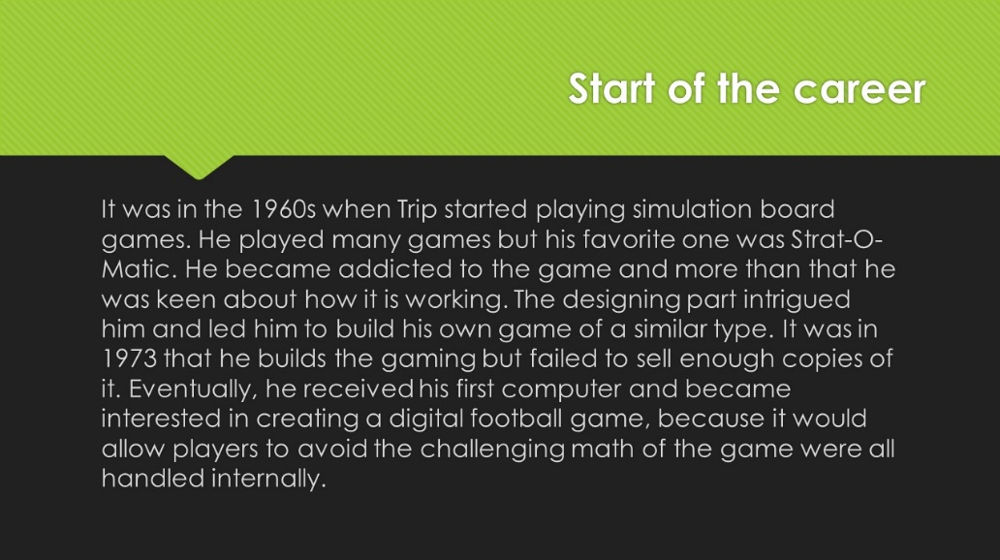 Start of the career
It was in the 1960s when Trip started playing simulation board
games. He played many games but his favorite one was Strat-O-
Matic. He became addicted to the game and more than that he
was keen about how it is working. The designing part intrigued
him and led him to build his own game of a similar type. It was in
1973 that he builds the gaming but failed to sell enough copies of
it. Eventually, he received his first computer and became
interested in creating a digital football game, because it would
allow players to avoid the challenging math of the game were all
handled internally.